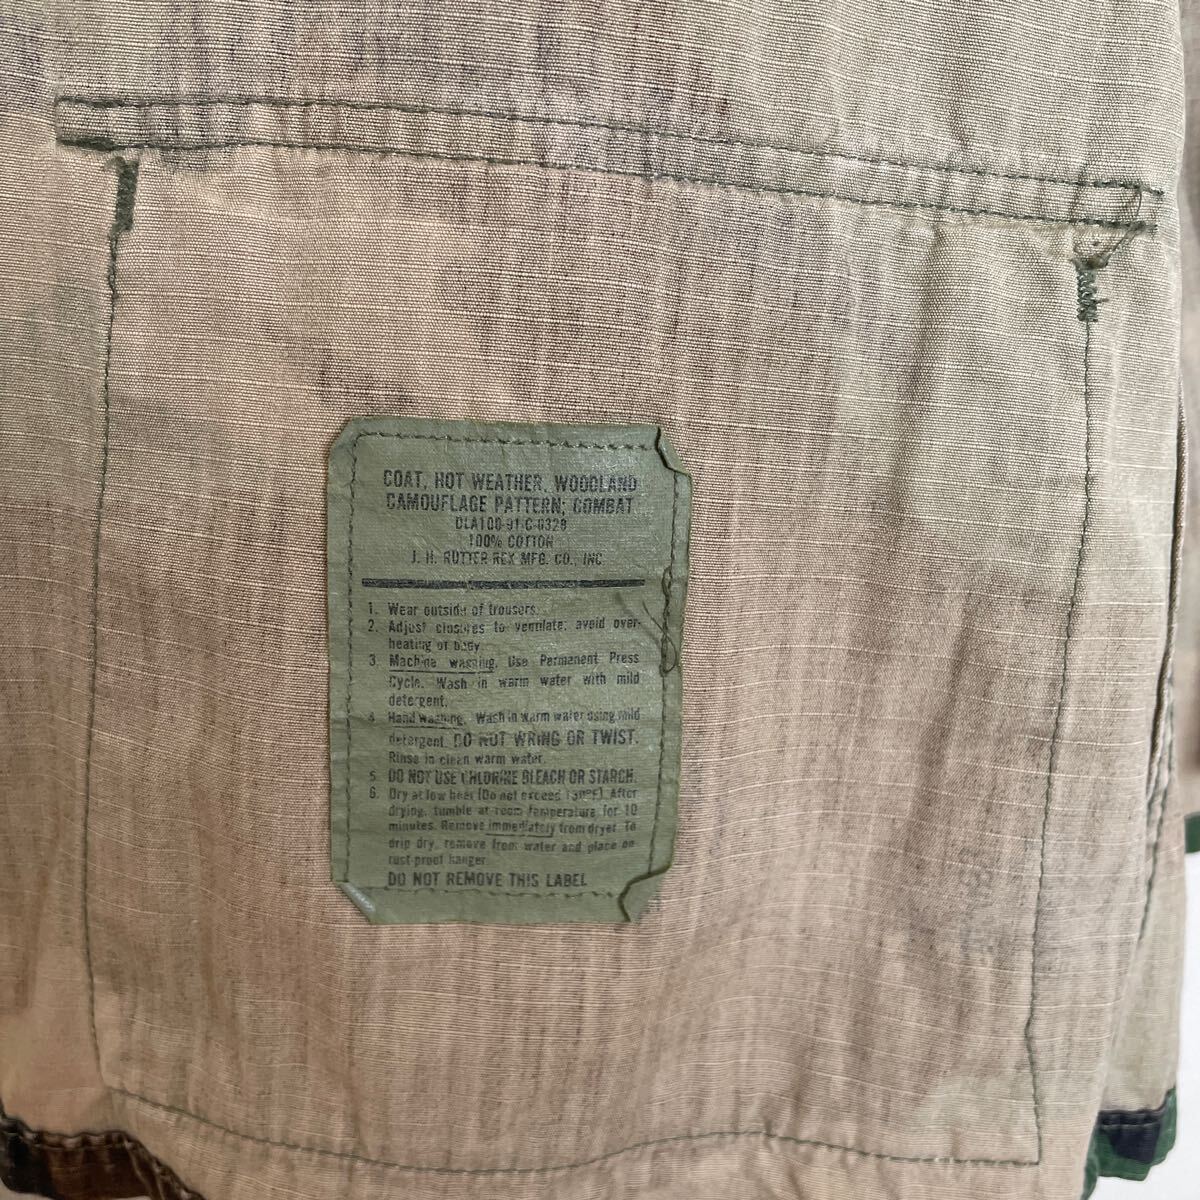 COAT, HOT WEATHER, WOODLAND
CAMOUFLAGE PATTERN; COMBAT
DLA100-91-C-0328
100% COTTON
J. H. RUTTER REX MFG. CO., INC
1. Wear outside of trousers.
2. Adjust closures to ventilate; avoid over-
heating of body.
3. Machine washing. Use Permanent Press
Cycle. Wash in warm water with mild
detergent.
4. Hand washing. Wash in warm water using mild
detergent. DO NOT WRING OR TWIST.
Rinse in clean warm water.
5. DO NOT USE CHLORINE BLEACH OR STARCH.
6. Dry at low heat (Do not exceed 130°F). After
drying, tumble at room temperature for 10
minutes. Remove immediately from dryer. To
drip dry, remove from water and place on
rust proof hanger.
DO NOT REMOVE THIS LABEL